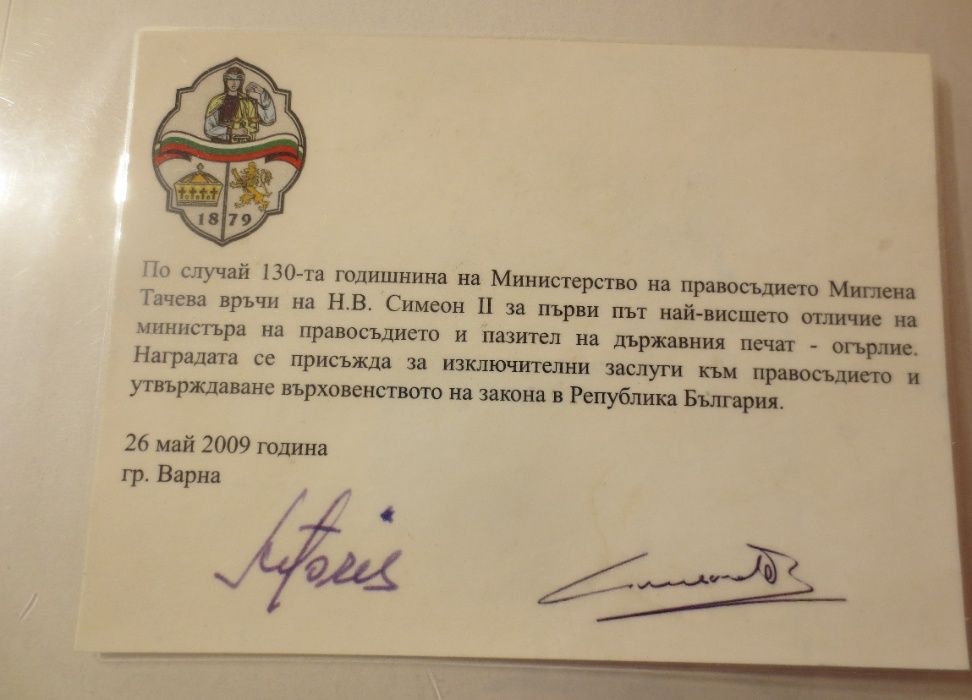 1879
По случай 130-та годишнина на Министерство на правосъдието Миглена
Тачева връчи на Н.В. Симеон II за първи път най-висшето отличие на
министъра на правосъдието и пазител на държавния печат - огърлие.
Наградата се присъжда за изключителни заслуги към правосъдието и
утвърждаване върховенството на закона в Република България.
26 май 2009 година
гр. Варна